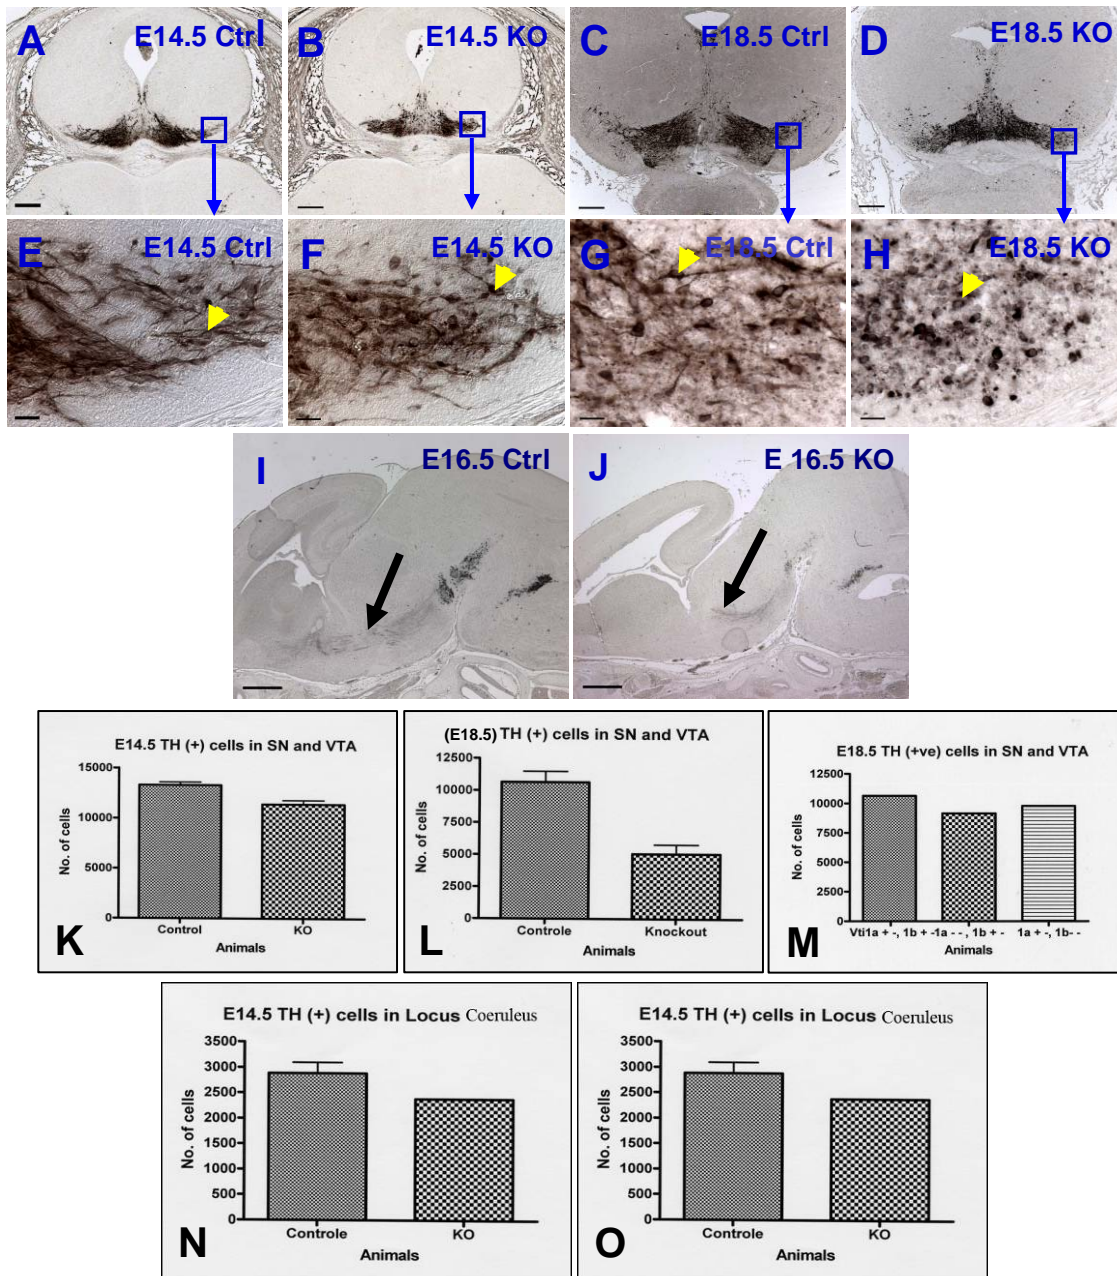 A E14.5 Ctrl
B E14.5 KO
C E18.5 Ctrl
D E18.5 KO
E E14.5 Ctrl
F E14.5 KO
G E18.5 Ctrl
H E18.5 KO
I E16.5 Ctrl
J E 16.5 KO
E14.5 TH (+) cells in SN and VTA
No. of cells
15000
10000
5000
0
Control KO
Animals
K
(E18.5) TH (+) cells in SN and VTA
No. of cells
12500
10000
7500
5000
2500
0
Controle Knockout
Animals
L
E18.5 TH (+ve) cells in SN and VTA
No. of cells
12500
10000
7500
5000
2500
0
Vti1a + -, 1b + - 1a - - , 1b + - 1a + -, 1b- -
Animals
M
E14.5 TH (+) cells in Locus Coeruleus
No. of cells
3500
3000
2500
2000
1500
1000
500
0
Controle KO
Animals
N
E14.5 TH (+) cells in Locus Coeruleus
No. of cells
3500
3000
2500
2000
1500
1000
500
0
Controle KO
Animals
O